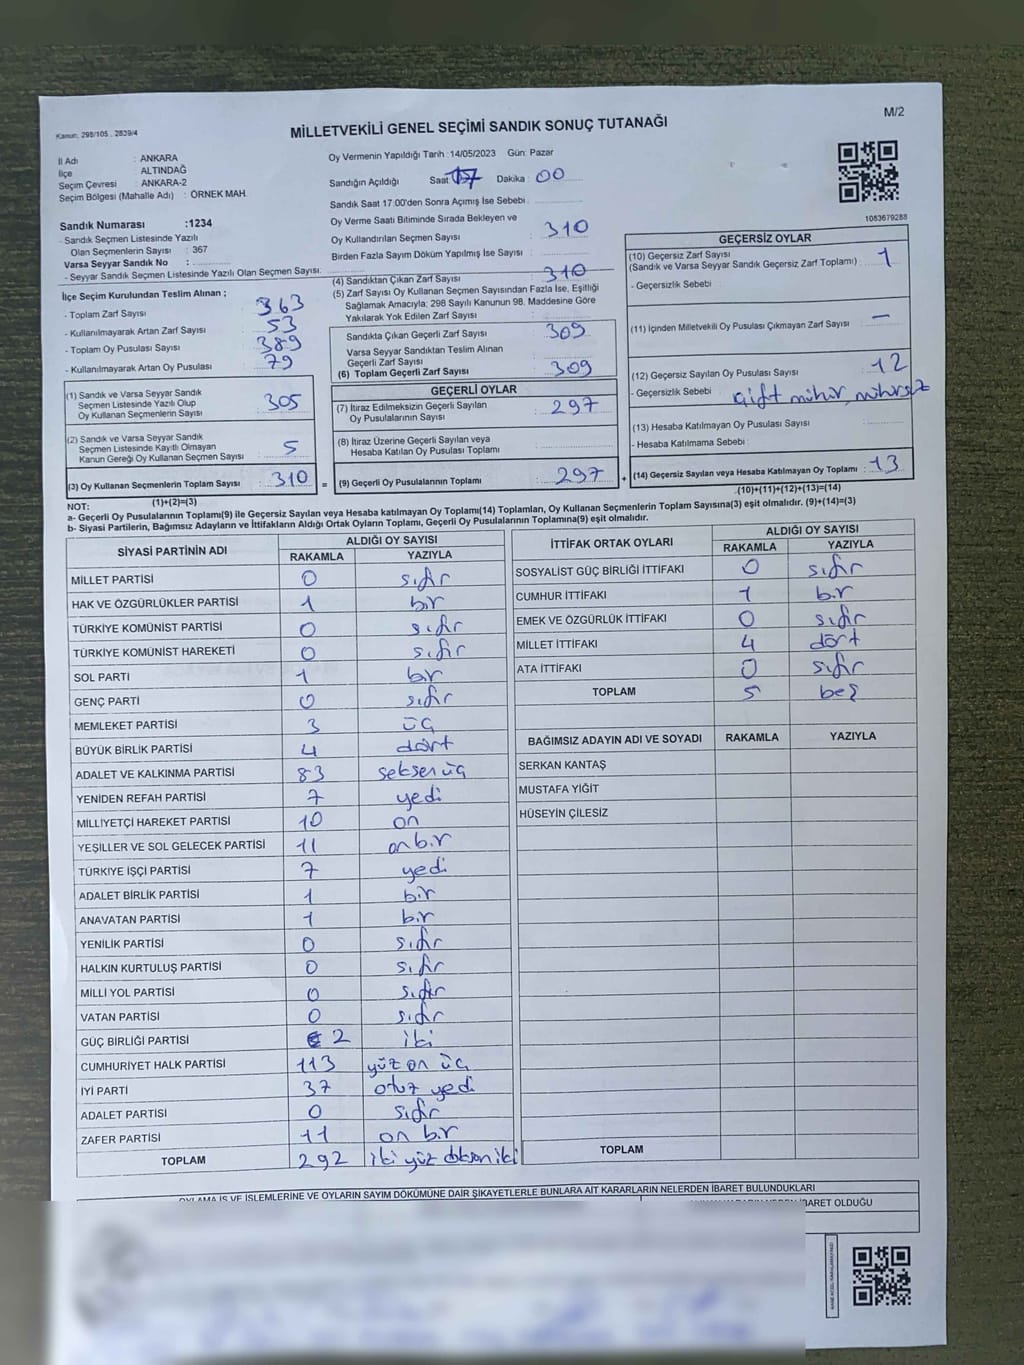 Kanun, 298/105 . 2839/4
M/2
MİLLETVEKİLİ GENEL SEÇİMİ SANDIK SONUÇ TUTANAĞI
İl Adı : ANKARA
İlçe : ALTINDAĞ
Seçim Çevresi : ANKARA-2
Seçim Bölgesi (Mahalle Adı) : ÖRNEK MAH.
Oy Vermenin Yapıldığı Tarih : 14/05/2023 Gün: Pazar
Sandığın Açıldığı Saat 17 Dakika : 00
Sandık Saat 17.00'den Sonra Açımış İse Sebebi :
Sandık Numarası :1234
- Sandık Seçmen Listesinde Yazılı
Olan Seçmenlerin Sayısı : 367
Varsa Seyyar Sandık No :
- Seyyar Sandık Seçmen Listesinde Yazılı Olan Seçmen Sayısı:
Oy Verme Saati Bitiminde Sırada Bekleyen ve
Oy Kullandırılan Seçmen Sayısı : 310
Birden Fazla Sayım Döküm Yapılmış İse Sayısı :
(4) Sandıktan Çıkan Zarf Sayısı : 310
(5) Zarf Sayısı Oy Kullanan Seçmen Sayısından Fazla İse, Eşitliği
Sağlamak Amacıyla; 298 Sayılı Kanunun 98. Maddesine Göre
Yakılarak Yok Edilen Zarf Sayısı :
İlçe Seçim Kurulundan Teslim Alınan ;
- Toplam Zarf Sayısı : 363
- Kullanılmayarak Artan Zarf Sayısı : 53
- Toplam Oy Pusulası Sayısı : 389
- Kullanılmayarak Artan Oy Pusulası : 79
Sandıkta Çıkan Geçerli Zarf Sayısı : 309
Varsa Seyyar Sandıktan Teslim Alınan
Geçerli Zarf Sayısı :
(6) Toplam Geçerli Zarf Sayısı : 309
(1) Sandık ve Varsa Seyyar Sandık
Seçmen Listesinde Yazılı Olup
Oy Kullanan Seçmenlerin Sayısı : 305
(2) Sandık ve Varsa Seyyar Sandık
Seçmen Listesinde Kayıtlı Olmayan
Kanun Gereği Oy Kullanan Seçmen Sayısı : 5
(3) Oy Kullanan Seçmenlerin Toplam Sayısı : 310
(1)+(2)=(3)
=
GEÇERLİ OYLAR
(7) İtiraz Edilmeksizin Geçerli Sayılan
Oy Pusulalarının Sayısı : 297
(8) İtiraz Üzerine Geçerli Sayılan veya
Hesaba Katılan Oy Pusulası Toplamı :
(9) Geçerli Oy Pusulalarının Toplamı : 297
+
1083679288
GEÇERSİZ OYLAR
(10) Geçersiz Zarf Sayısı
(Sandık ve Varsa Seyyar Sandık Geçersiz Zarf Toplamı) : 1
- Geçersizlik Sebebi :
(11) İçinden Milletvekili Oy Pusulası Çıkmayan Zarf Sayısı : –
(12) Geçersiz Sayılan Oy Pusulası Sayısı : 12
- Geçersizlik Sebebi : çift mühür, mühürsüz
(13) Hesaba Katılmayan Oy Pusulası Sayısı :
- Hesaba Katılmama Sebebi :
(14) Geçersiz Sayılan veya Hesaba Katılmayan Oy Toplamı : 13
(10)+(11)+(12)+(13)=(14)
NOT:
a- Geçerli Oy Pusulaları(9) ile Geçersiz Sayılan veya Hesaba katılmayan Oy Toplamı(14) Toplamları, Oy Kullanan Seçmenlerin Toplam Sayısına(3) eşit olmalıdır. (9)+(14)=(3)
b- Siyasi Partilerin, Bağımsız Adayların ve İttifakların Aldığı Ortak Oyların Toplamı, Geçerli Oy Pusulalarının Toplamına(9) eşit olmalıdır.
SİYASİ PARTİNİN ADI ALDIĞI OY SAYISI
RAKAMLA YAZIYLA
MİLLET PARTİSİ 0 sıfır
HAK VE ÖZGÜRLÜKLER PARTİSİ 1 bir
TÜRKİYE KOMÜNİST PARTİSİ 0 sıfır
TÜRKİYE KOMÜNİST HAREKETİ 0 sıfır
SOL PARTİ 1 bir
GENÇ PARTİ 0 sıfır
MEMLEKET PARTİSİ 3 üç
BÜYÜK BİRLİK PARTİSİ 4 dört
ADALET VE KALKINMA PARTİSİ 83 seksen üç
YENİDEN REFAH PARTİSİ 7 yedi
MİLLİYETÇİ HAREKET PARTİSİ 10 on
YEŞİLLER VE SOL GELECEK PARTİSİ 11 on bir
TÜRKİYE İŞÇİ PARTİSİ 7 yedi
ADALET BİRLİK PARTİSİ 1 bir
ANAVATAN PARTİSİ 1 bir
YENİLİK PARTİSİ 0 sıfır
HALKIN KURTULUŞ PARTİSİ 0 sıfır
MİLLİ YOL PARTİSİ 0 sıfır
VATAN PARTİSİ 0 sıfır
GÜÇ BİRLİĞİ PARTİSİ 2 iki
CUMHURİYET HALK PARTİSİ 113 yüz on üç
İYİ PARTİ 37 otuz yedi
ADALET PARTİSİ 0 sıfır
ZAFER PARTİSİ 11 on bir
TOPLAM 292 iki yüz doksan iki
İTTİFAK ORTAK OYLARI ALDIĞI OY SAYISI
RAKAMLA YAZIYLA
SOSYALİST GÜÇ BİRLİĞİ İTTİFAKI 0 sıfır
CUMHUR İTTİFAKI 1 bir
EMEK VE ÖZGÜRLÜK İTTİFAKI 0 sıfır
MİLLET İTTİFAKI 4 dört
ATA İTTİFAKI 0 sıfır
TOPLAM 5 beş
BAĞIMSIZ ADAYIN ADI VE SOYADI RAKAMLA YAZIYLA
SERKAN KANTAŞ
MUSTAFA YİĞİT
HÜSEYİN ÇİLESİZ
TOPLAM
OYLAMA İŞ VE İŞLEMLERİNE VE OYLARIN SAYIM DÖKÜMÜNE DAİR ŞİKAYETLERLE BUNLARA AİT KARARLARIN NELERDEN İBARET BULUNDUKLARI
İBARET OLDUĞU